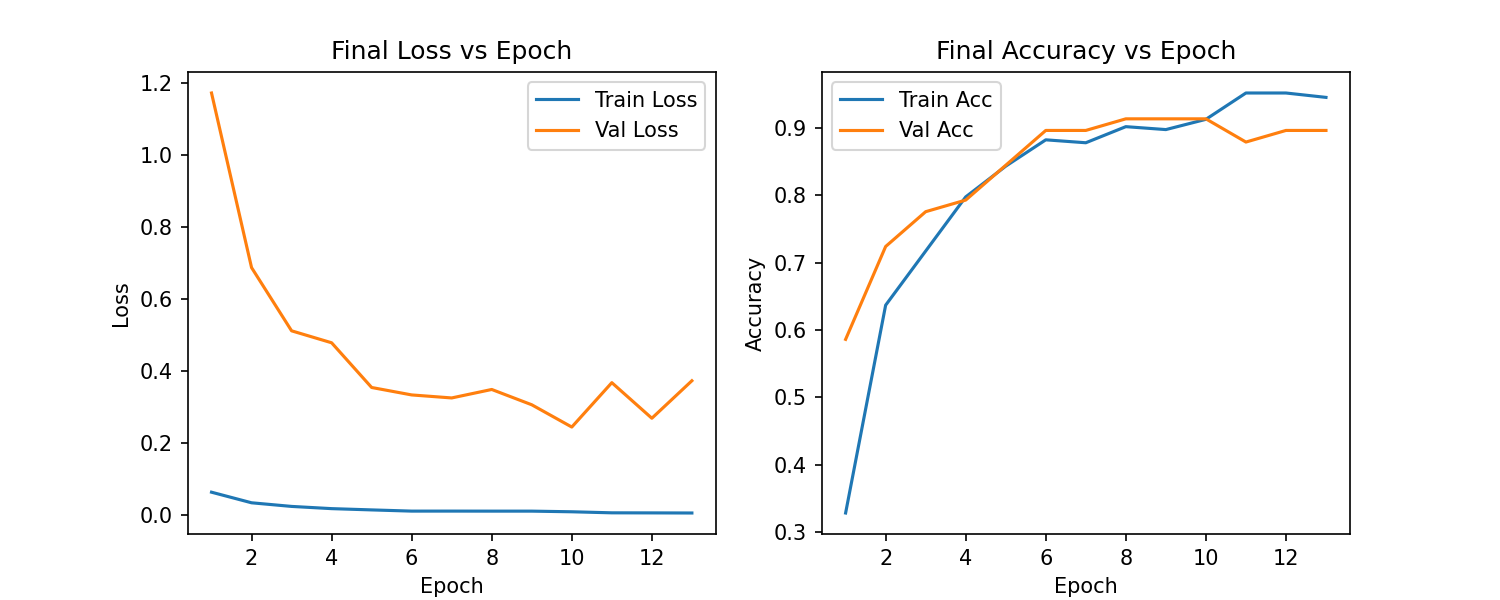 Final Loss vs Epoch
Loss
1.2
1.0
0.8
0.6
0.4
0.2
0.0
Train Loss
Val Loss
2 4 6 8 10 12
Epoch
Final Accuracy vs Epoch
Accuracy
0.9
0.8
0.7
0.6
0.5
0.4
0.3
Train Acc
Val Acc
2 4 6 8 10 12
Epoch